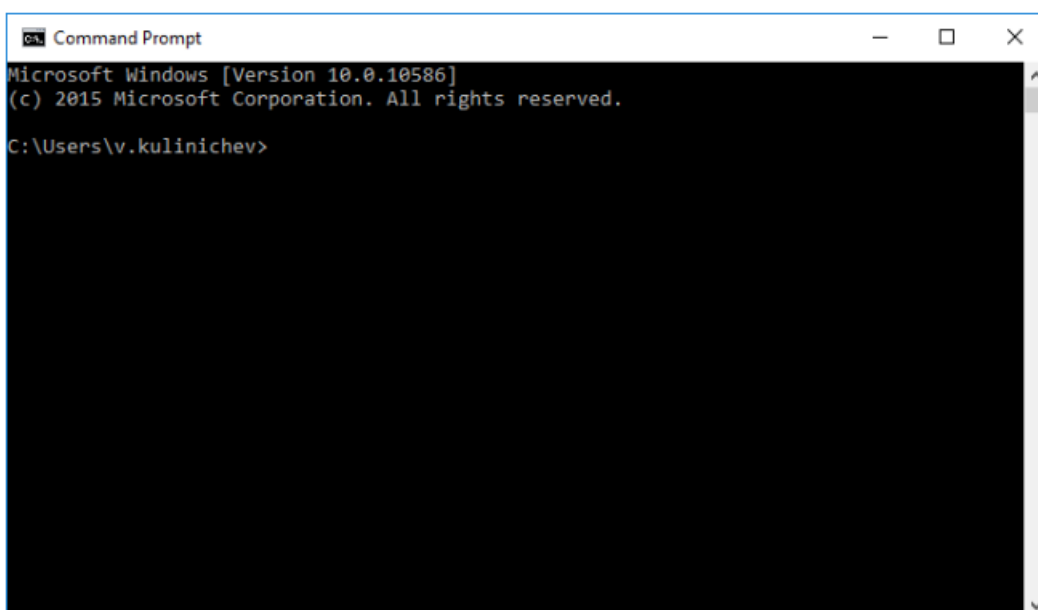 Command Prompt
Microsoft Windows [Version 10.0.10586]
(c) 2015 Microsoft Corporation. All rights reserved.
C:\Users\v.kulinichev>